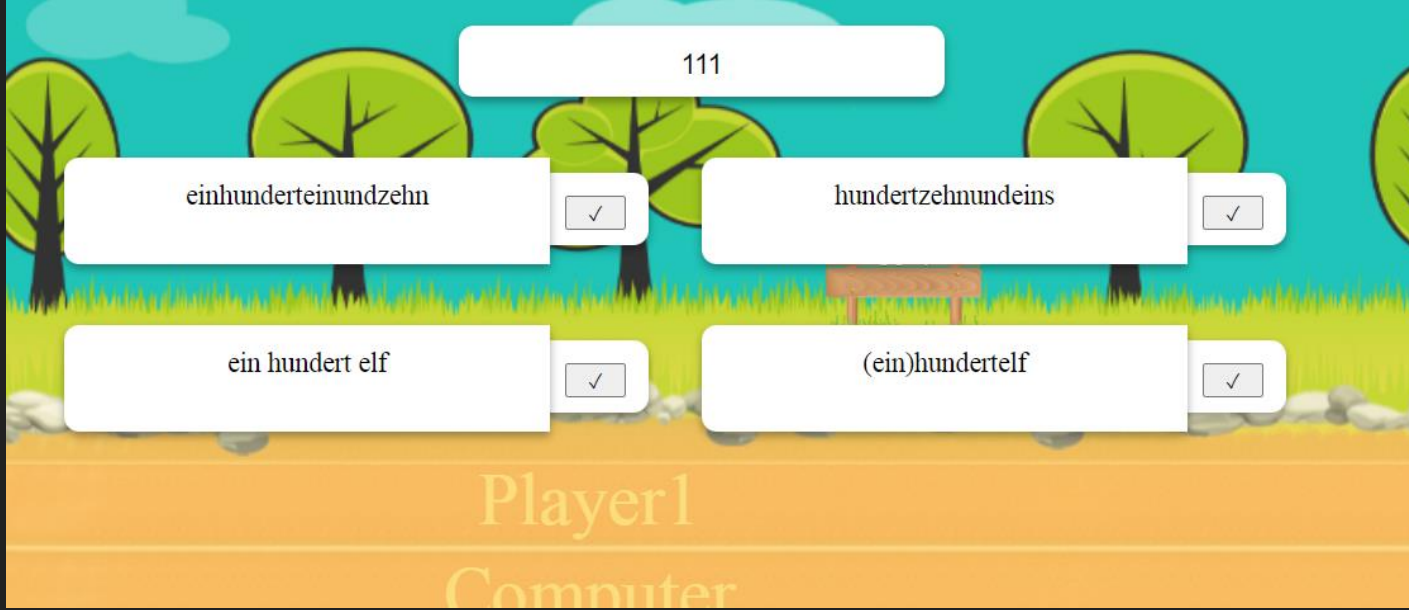 111
einhunderteinundzehn
✓
hundertzehnundeins
✓
ein hundert elf
✓
(ein)hundertelf
✓
Player1
Computer